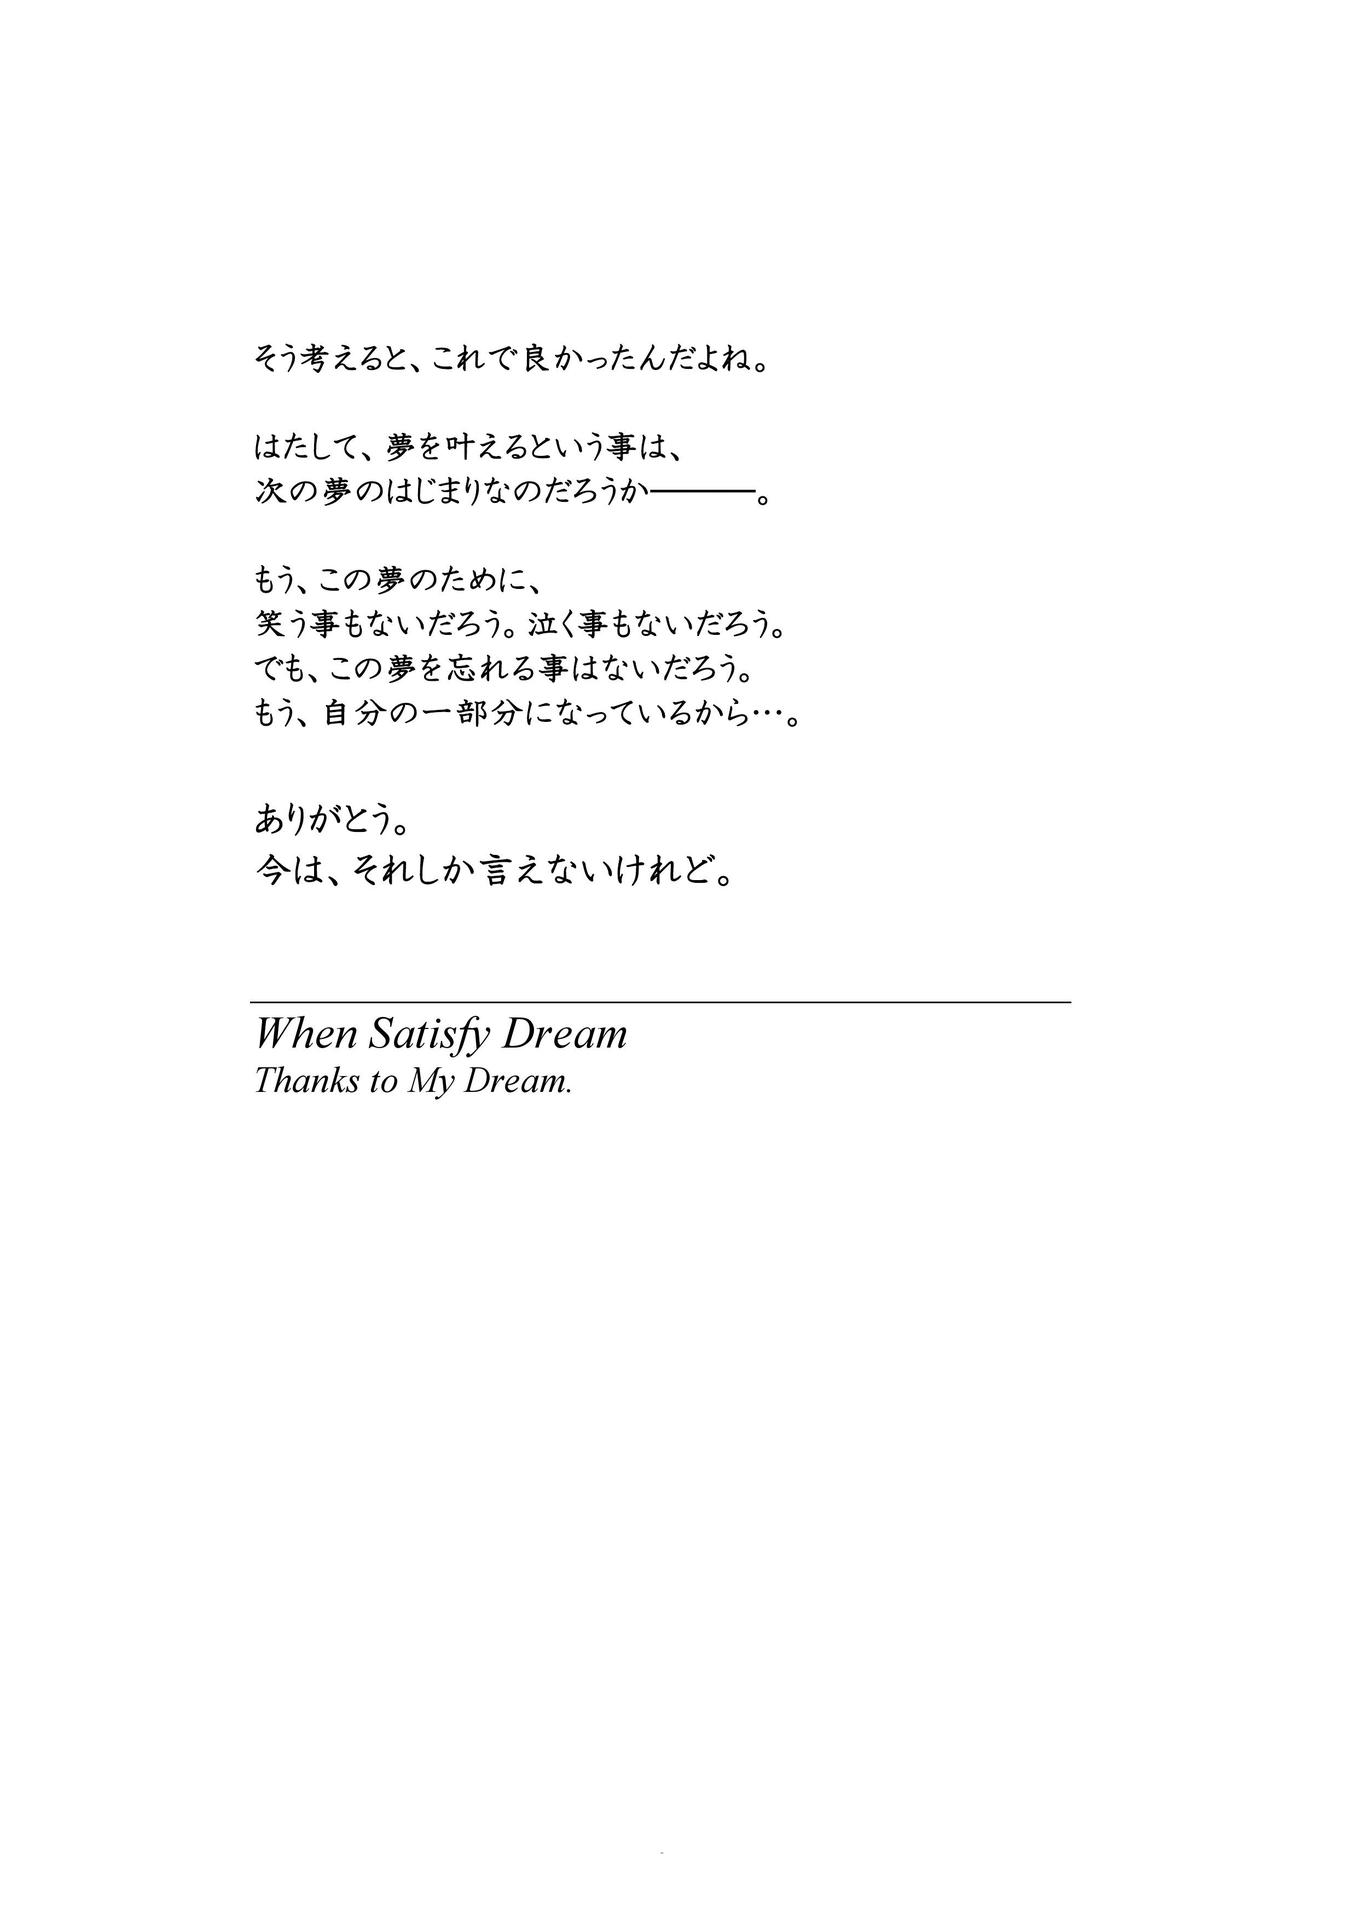 そう考えると、これで良かったんだよね。
はたして、夢を叶えるという事は、
次の夢のはじまりなのだろうか―――。
もう、この夢のために、
笑う事もないだろう。泣く事もないだろう。
でも、この夢を忘れる事はないだろう。
もう、自分の一部分になっているから…。
ありがとう。
今は、それしか言えないけれど。
When Satisfy Dream
Thanks to My Dream.